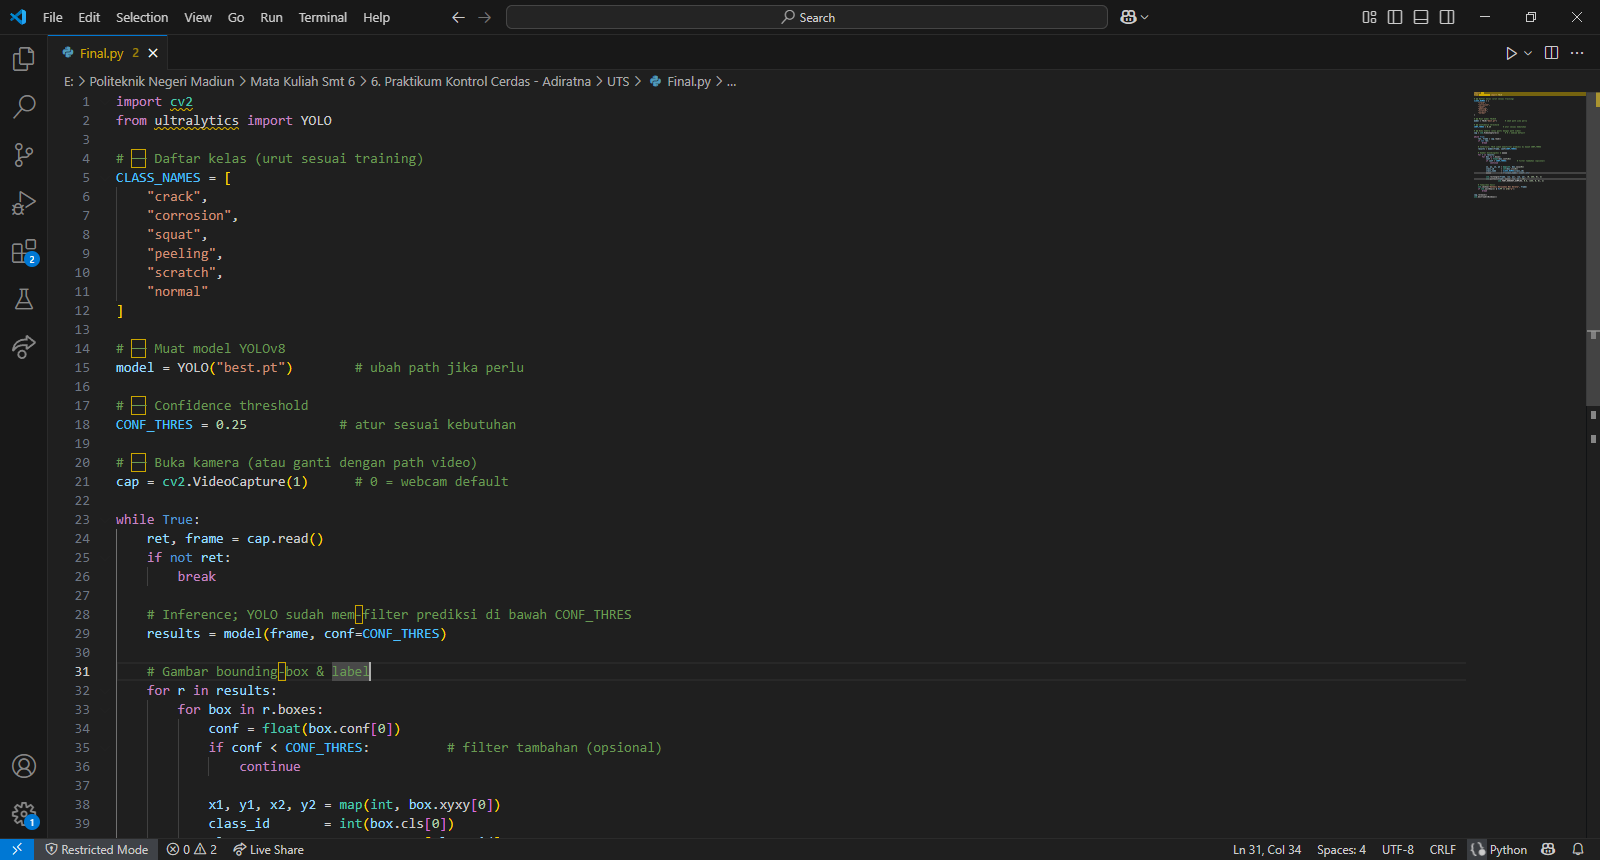 File Edit Selection View Go Run Terminal Help Search
Final.py 2
E: > Politeknik Negeri Madiun > Mata Kuliah Smt 6 > 6. Praktikum Kontrol Cerdas - Adiratna > UTS > Final.py > ...
1 import cv2
2 from ultralytics import YOLO
3
4 # ── Daftar kelas (urut sesuai training)
5 CLASS_NAMES = [
6 "crack",
7 "corrosion",
8 "squat",
9 "peeling",
10 "scratch",
11 "normal"
12 ]
13
14 # ── Muat model YOLOv8
15 model = YOLO("best.pt") # ubah path jika perlu
16
17 # ── Confidence threshold
18 CONF_THRES = 0.25 # atur sesuai kebutuhan
19
20 # ── Buka kamera (atau ganti dengan path video)
21 cap = cv2.VideoCapture(1) # 0 = webcam default
22
23 while True:
24 ret, frame = cap.read()
25 if not ret:
26 break
27
28 # Inference; YOLO sudah mem‑filter prediksi di bawah CONF_THRES
29 results = model(frame, conf=CONF_THRES)
30
31 # Gambar bounding‑box & label
32 for r in results:
33 for box in r.boxes:
34 conf = float(box.conf[0])
35 if conf < CONF_THRES: # filter tambahan (opsional)
36 continue
37
38 x1, y1, x2, y2 = map(int, box.xyxy[0])
39 class_id = int(box.cls[0])
2
1
Restricted Mode 0 2 Live Share Ln 31, Col 34 Spaces: 4 UTF-8 CRLF Python